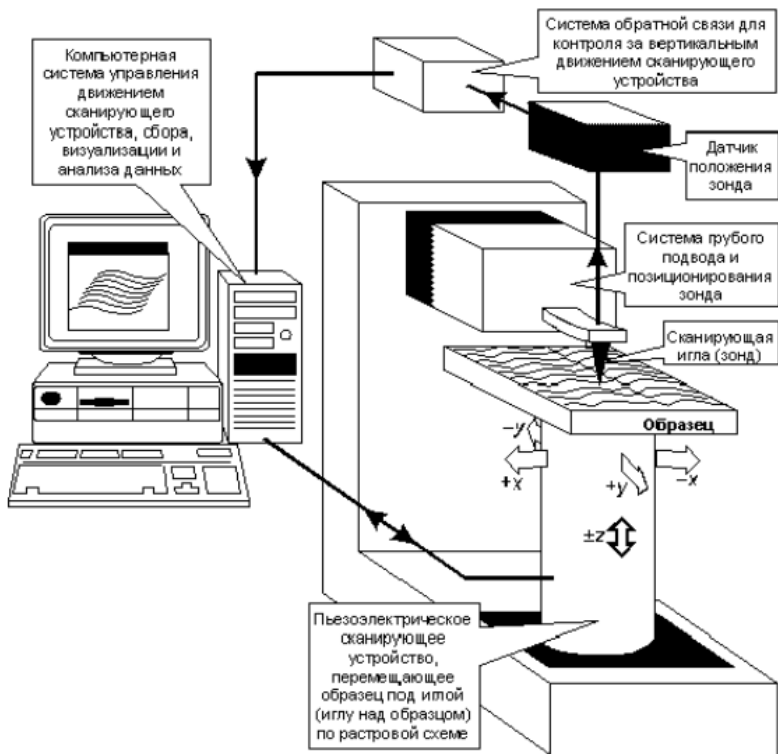 Компьютерная
система управления
движением
сканирующего
устройства, сбора,
визуализации и
анализа данных
Система обратной связи для
контроля за вертикальным
движением сканирующего
устройства
Датчик
положения
зонда
Система грубого
подвода и
позиционирования
зонда
Сканирующая
игла (зонд)
Образец
-y
+x
+y
-x
±z
Пьезоэлектрическое
сканирующее
устройство,
перемещающее
образец под иглой
(иглу над образцом)
по растровой схеме